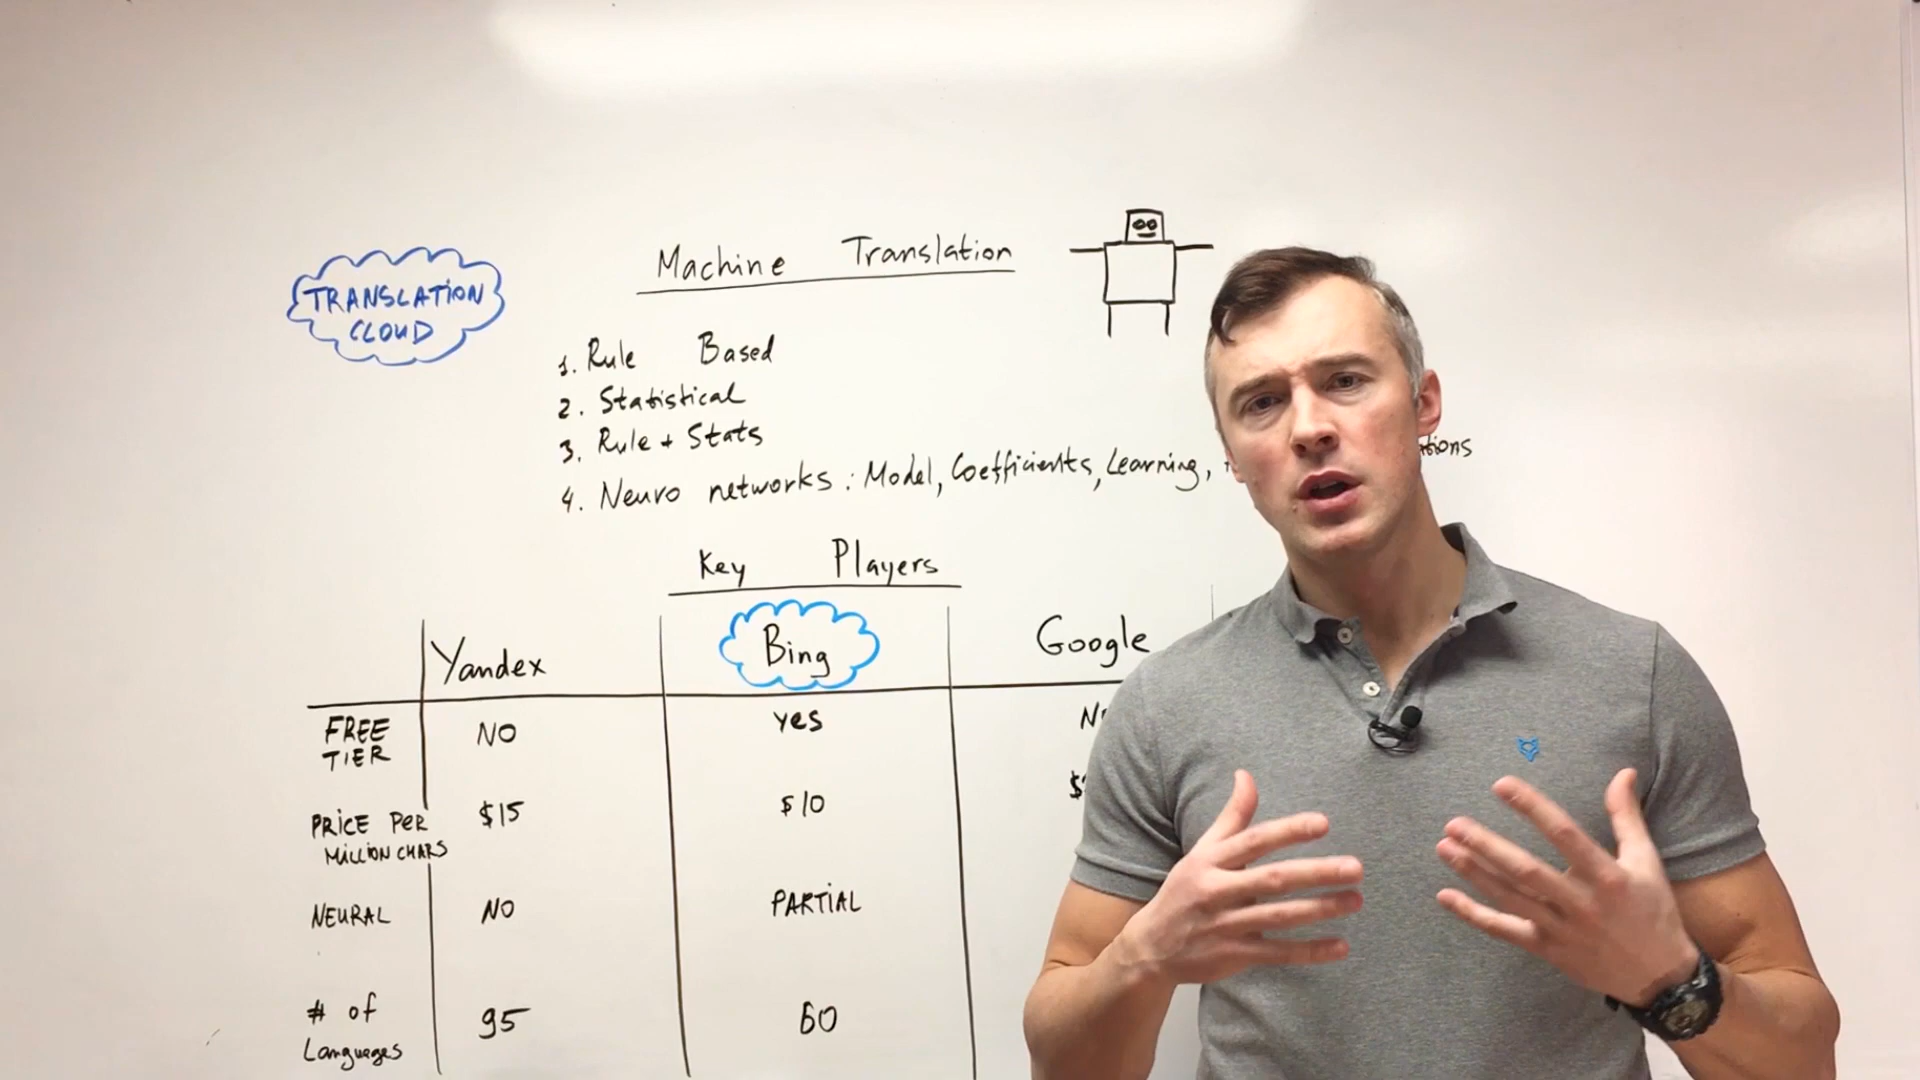 Machine Translation
TRANSLATION
CLOUD
1. Rule Based
2. Statistical
3. Rule + Stats
4. Neuro networks : Model, Coefficients, Learning,
Key Players
Yandex Bing Google
FREE
TIER
NO yes
PRICE PER
MILLION CHARS
$15 $10
NEURAL NO PARTIAL
# of
Languages
95 60